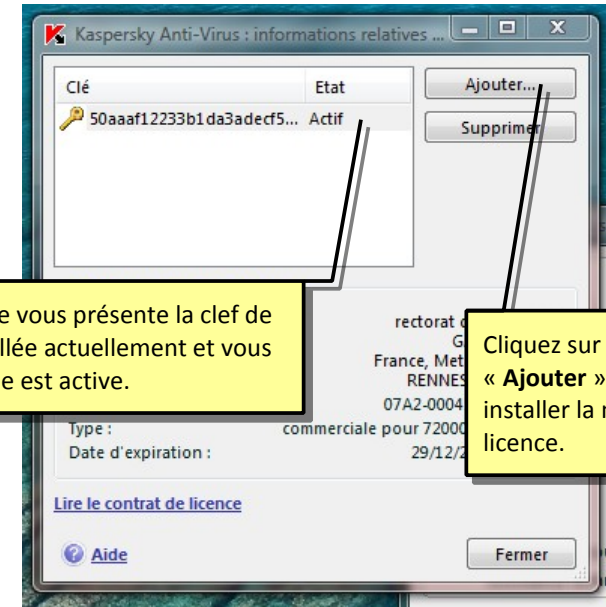 Kaspersky Anti-Virus : informations relatives ...
Clé Etat
50aaaf12233b1da3adecf5... Actif
Ajouter...
Supprimer
e vous présente la clef de
llée actuellement et vous
e est active.
rectorat
France, Met
RENNES
07A2-0004
Type : commerciale pour 7200
Date d'expiration : 29/12/2
Cliquez sur
« Ajouter »
installer la
licence.
Lire le contrat de licence
Aide
Fermer